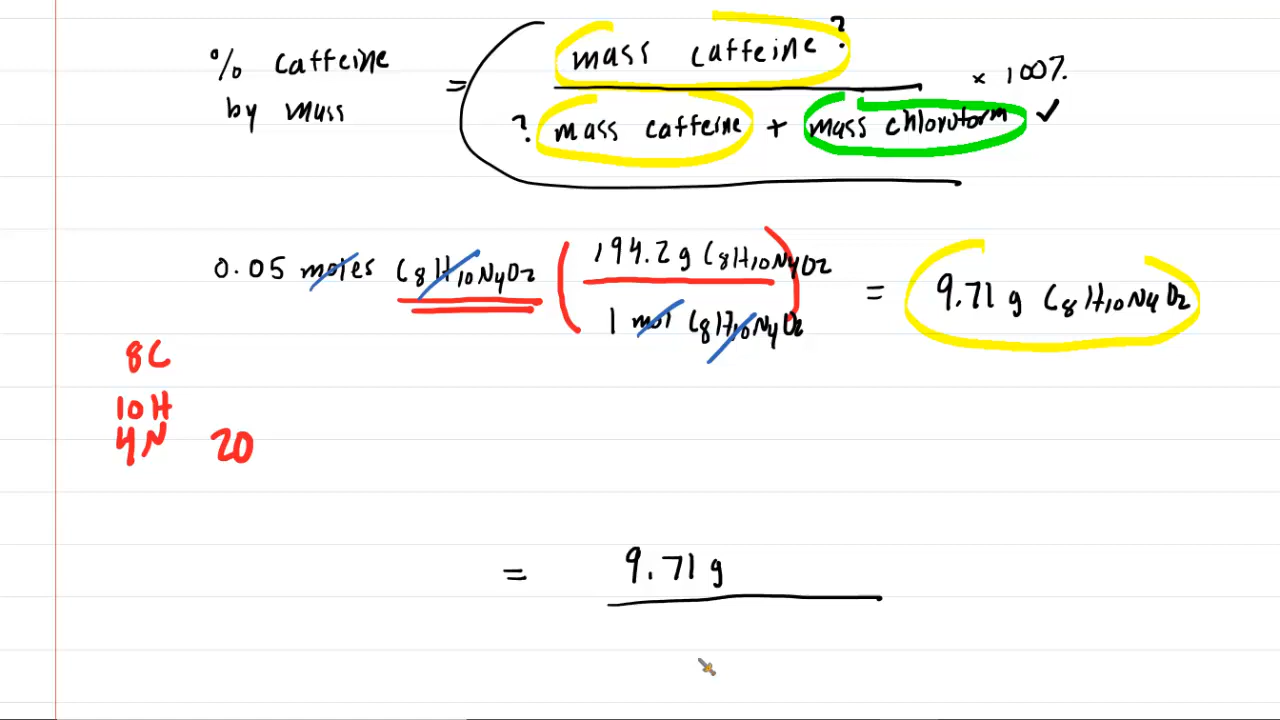 % caffeine by mass = ( mass caffeine ? / ? mass caffeine + mass chloroform ✓ × 100%
0.05 moles C8H10N4O2 ( 194.2 g C8H10N4O2 / 1 mol C8H10N4O2 ) = 9.71 g C8H10N4O2
8C
10H
4N 2O
= 9.71 g